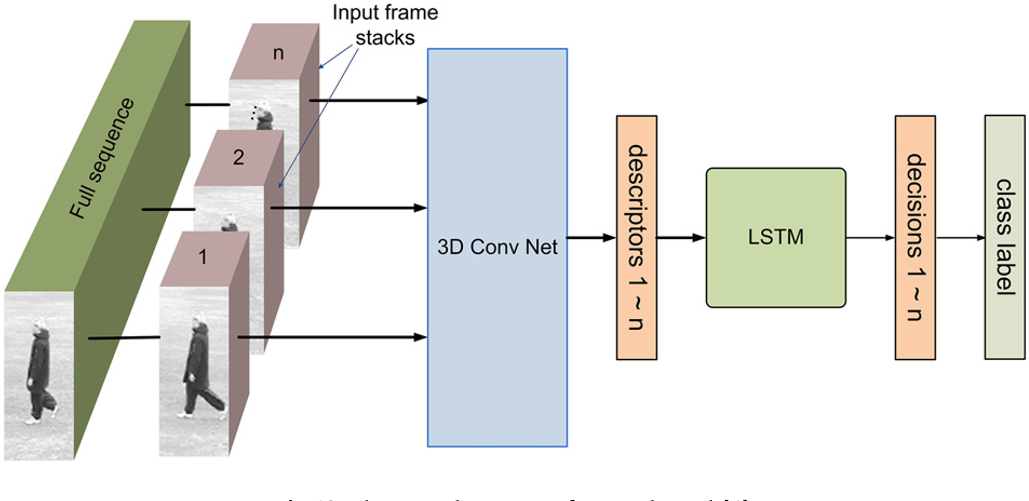 Input frame
stacks
Full sequence
n
2
1
3D Conv Net
descriptors 1 ~ n
LSTM
decisions 1 ~ n
class label